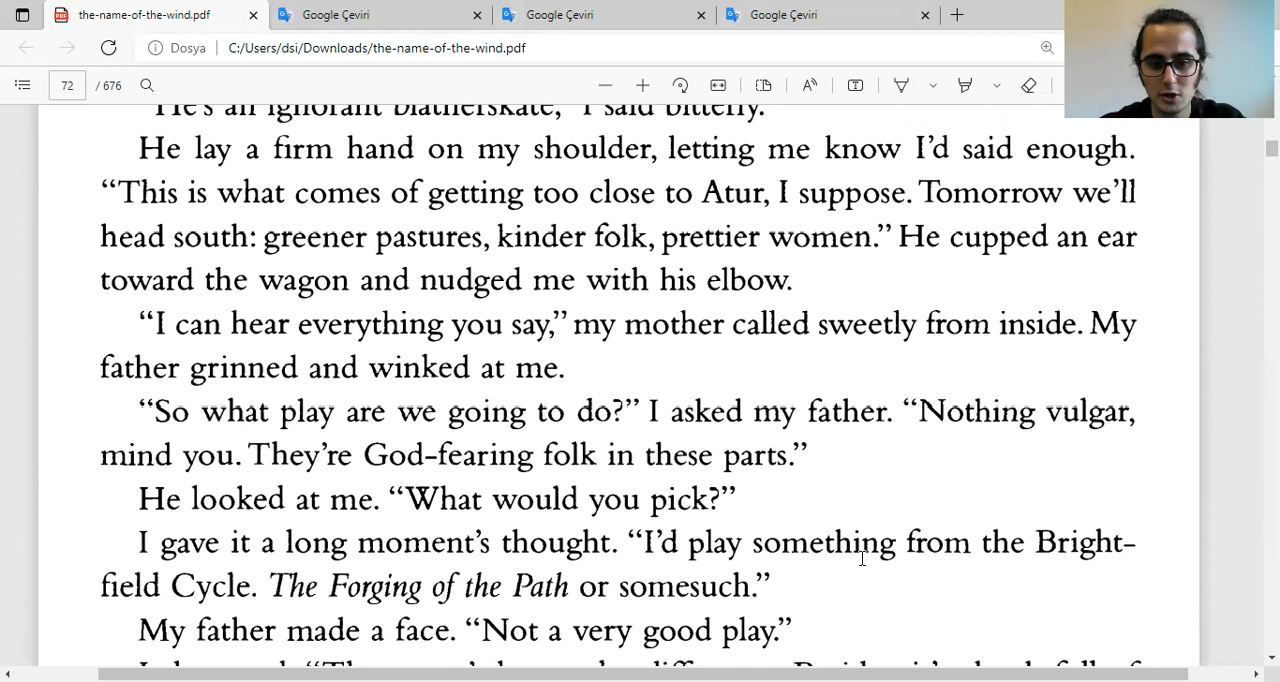 the-name-of-the-wind.pdf
Google Çeviri
Google Çeviri
Google Çeviri
Dosya
C:/Users/dsi/Downloads/the-name-of-the-wind.pdf
72 / 676
"He's an ignorant blatherskate," I said bitterly.
He lay a firm hand on my shoulder, letting me know I'd said enough.
“This is what comes of getting too close to Atur, I suppose. Tomorrow we’ll
head south: greener pastures, kinder folk, prettier women.” He cupped an ear
toward the wagon and nudged me with his elbow.
“I can hear everything you say,” my mother called sweetly from inside. My
father grinned and winked at me.
“So what play are we going to do?” I asked my father. “Nothing vulgar,
mind you. They’re God-fearing folk in these parts.”
He looked at me. “What would you pick?”
I gave it a long moment’s thought. “I’d play something from the Bright-
field Cycle. The Forging of the Path or somesuch.”
My father made a face. “Not a very good play.”